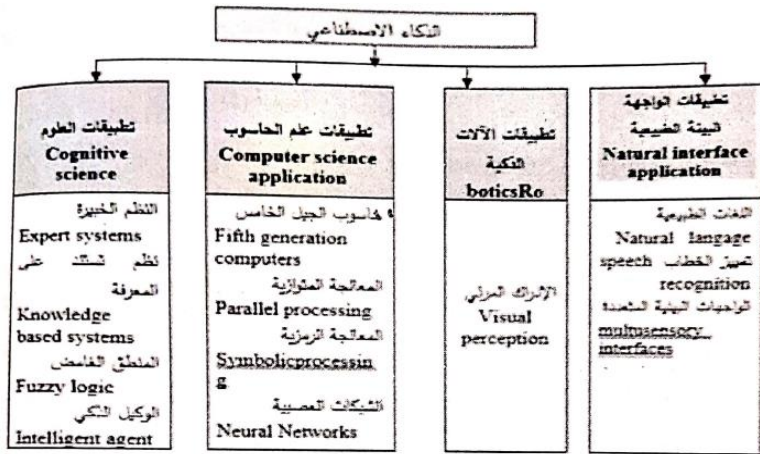 الذكاء الاصطناعي
تطبيقات العلوم
Cognitive
science
النظم الخبيرة
Expert systems
نظم تستند على
المعرفة
Knowledge
based systems
المنطق الغامض
Fuzzy logic
الوكيل الذكي
Intelligent agent
تطبيقات علم الحاسوب
Computer science
application
حاسوب الجيل الخامس
Fifth generation
computers
المعالجة المتوازية
Parallel processing
المعالجة الرمزية
Symbolicprocessin
g
الشبكات العصبية
Neural Networks
تطبيقات الآلات
الذكية
boticsRo
الإدراك المرئي
Visual
perception
تطبيقات الواجهة
البينة الطبيعية
Natural interface
application
اللغات الطبيعية
Natural langage
تمييز الخطاب speech
recognition
الواجهات البينية المتعددة
multusensory
interfaces